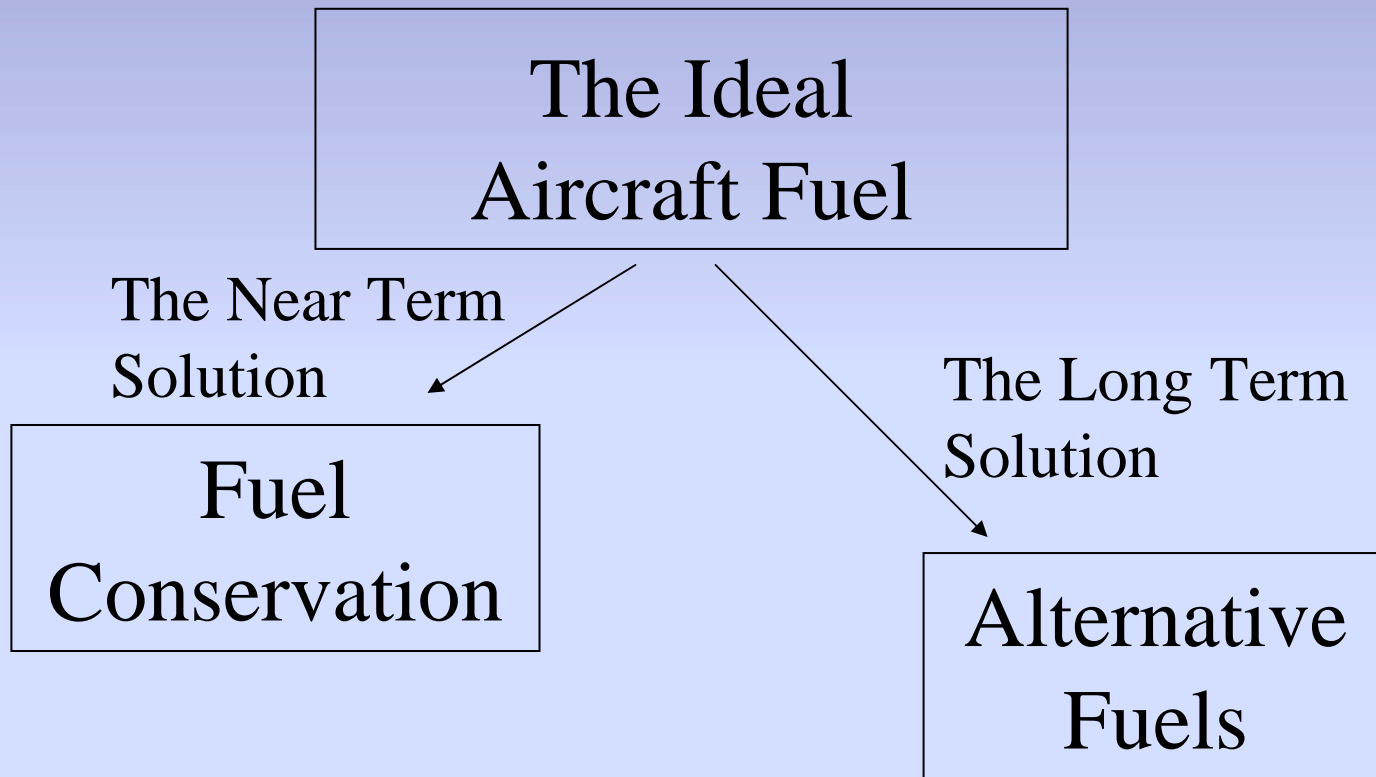 The Ideal
Aircraft Fuel
The Near Term
Solution
The Long Term
Solution
Fuel
Conservation
Alternative
Fuels